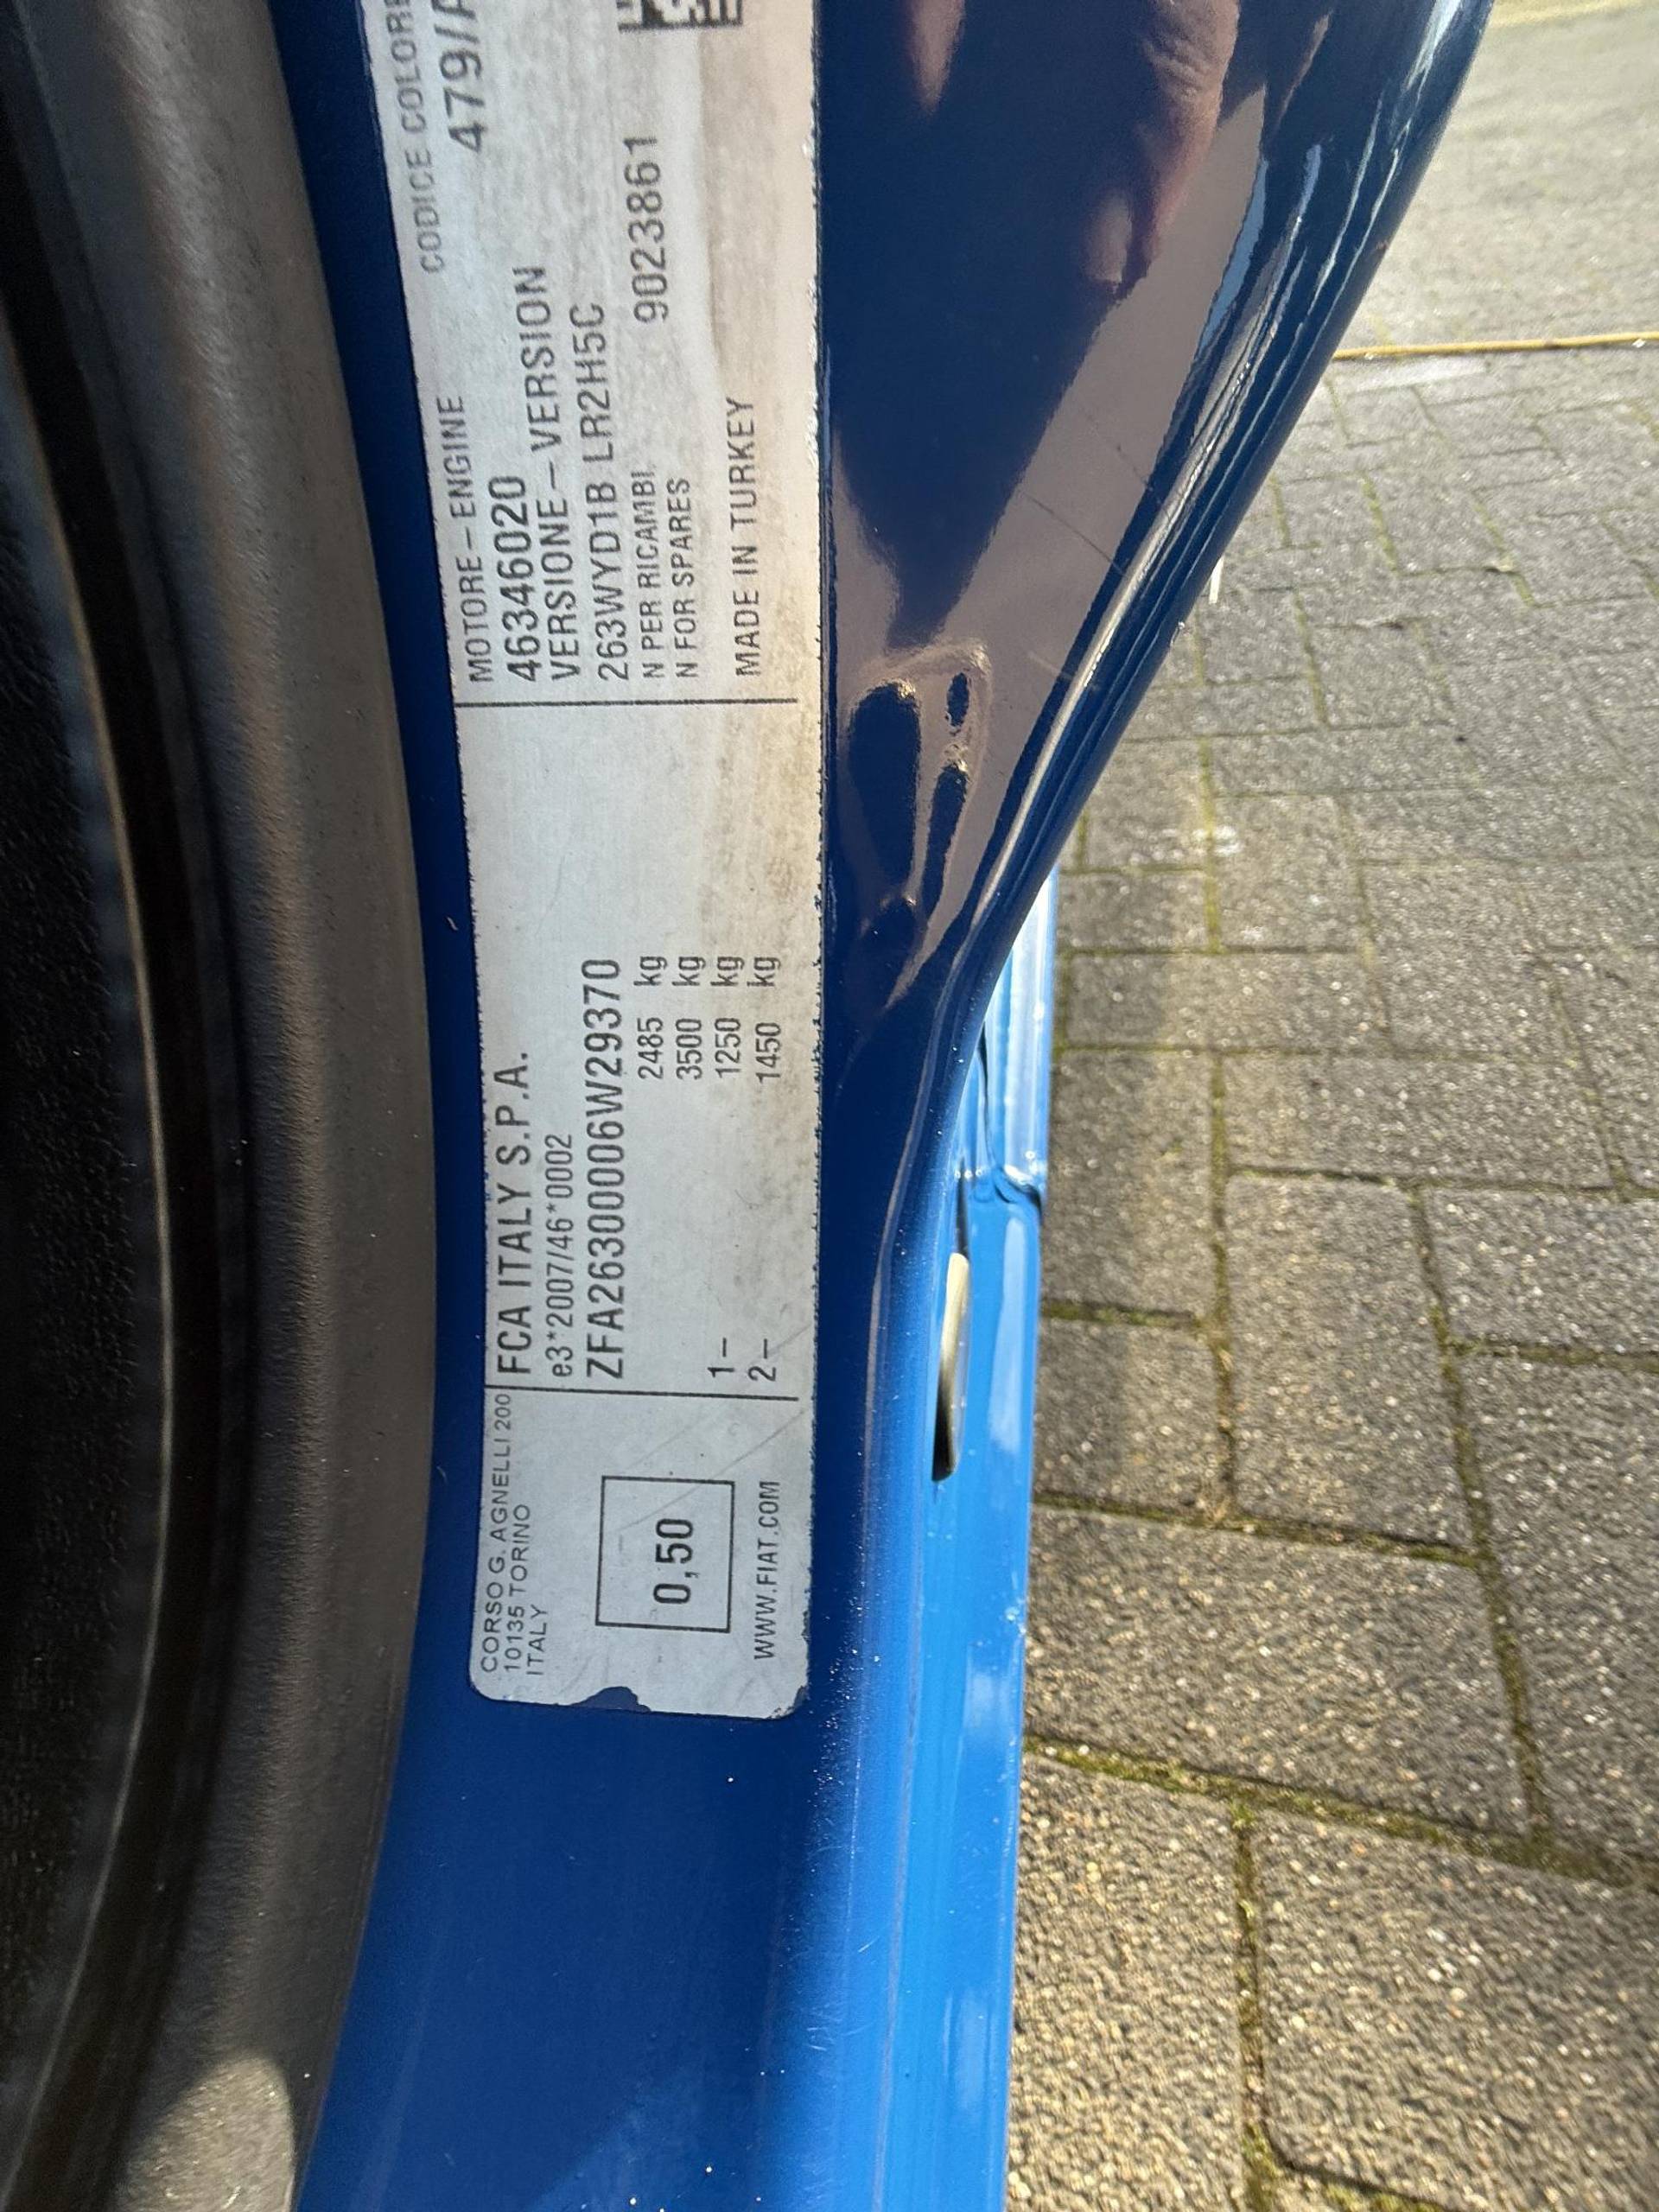 CORSO G. AGNELLI 200
10135 TORINO
ITALY
0,50
WWW.FIAT.COM
FCA ITALY S.P.A.
e3*2007/46*0002
ZFA26300006W29370
2485 kg
3500 kg
1- 1250 kg
2- 1450 kg
MOTORE-ENGINE CODICE COLORE
46346020 479/A
VERSIONE-VERSION
263WYD1B LR2H5C
N PER RICAMBI
N FOR SPARES 9023861
MADE IN TURKEY